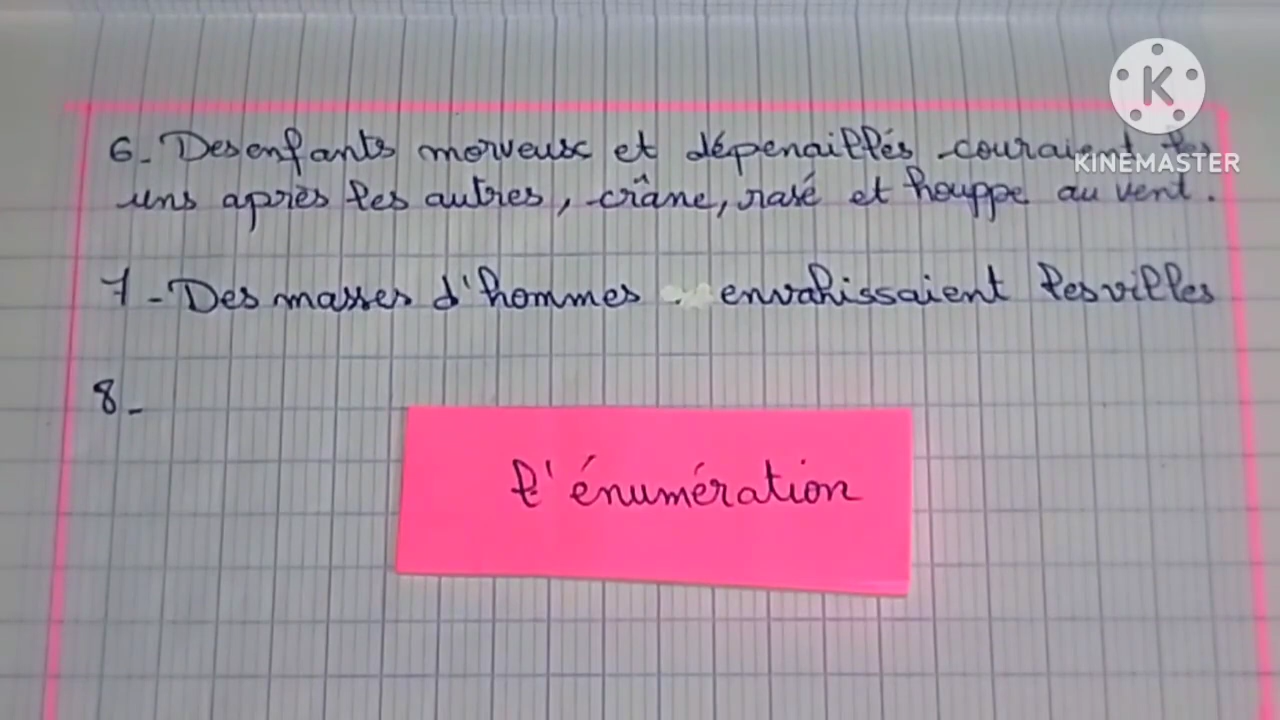 6_ Des enfants morveux et dépenaillés couraient les
KINEMASTER
uns après les autres, crâne, rasé et houppe au vent.
7_ Des masses d'hommes envahissaient les villes
8_
l'énumération